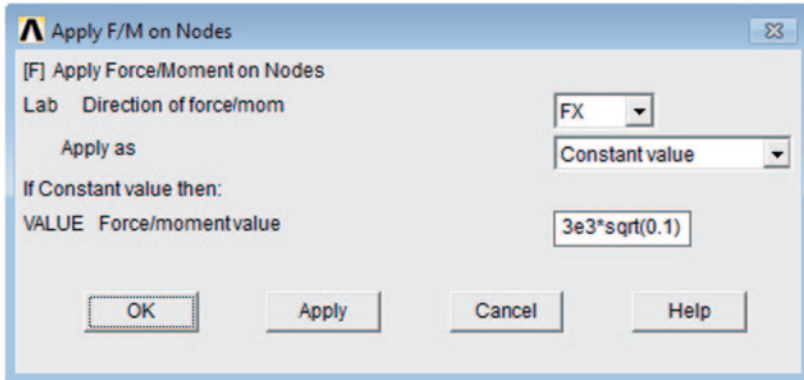 Apply F/M on Nodes
[F] Apply Force/Moment on Nodes
Lab Direction of force/mom FX
Apply as Constant value
If Constant value then:
VALUE Force/moment value 3e3*sqrt(0.1)
OK Apply Cancel Help